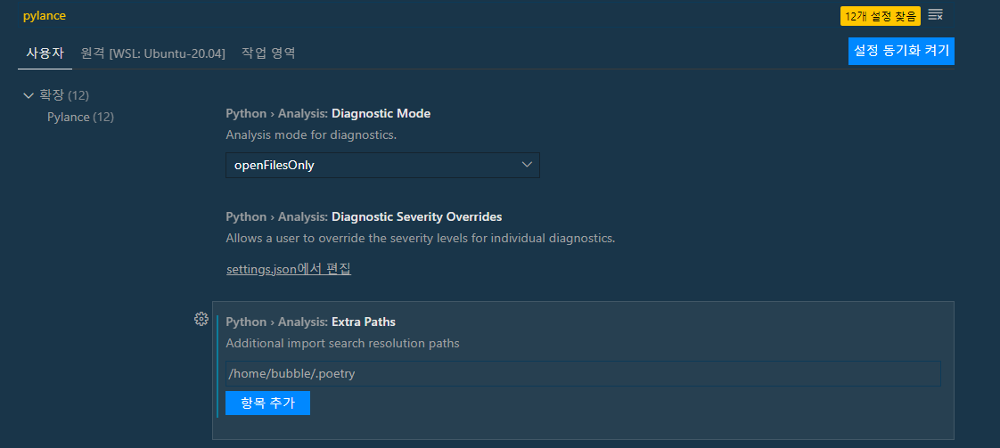 pylance
12개 설정 찾음
사용자 원격 [WSL: Ubuntu-20.04] 작업 영역
설정 동기화 켜기
확장 (12)
Pylance (12)
Python › Analysis: Diagnostic Mode
Analysis mode for diagnostics.
openFilesOnly
Python › Analysis: Diagnostic Severity Overrides
Allows a user to override the severity levels for individual diagnostics.
settings.json에서 편집
Python › Analysis: Extra Paths
Additional import search resolution paths
/home/bubble/.poetry
항목 추가